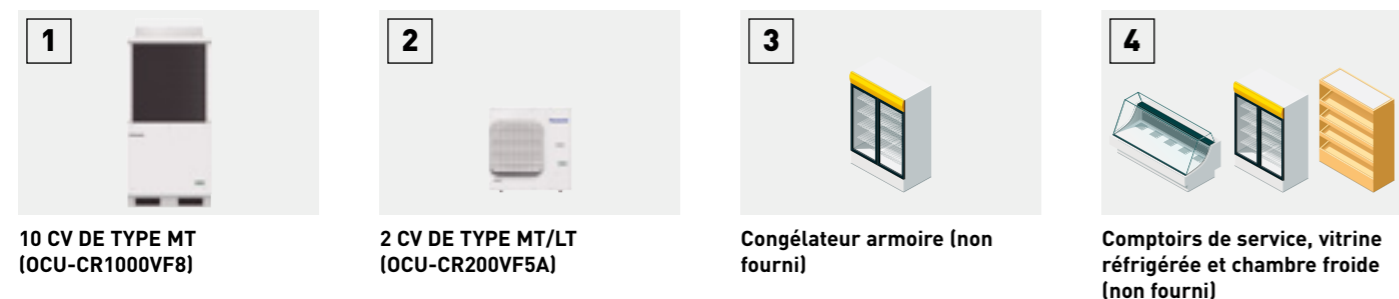 1
2
3
4
10 CV DE TYPE MT
(OCU-CR1000VF8)
2 CV DE TYPE MT/LT
(OCU-CR200VF5A)
Congélateur armoire (non
fourni)
Comptoirs de service, vitrine
réfrigérée et chambre froide
(non fourni)